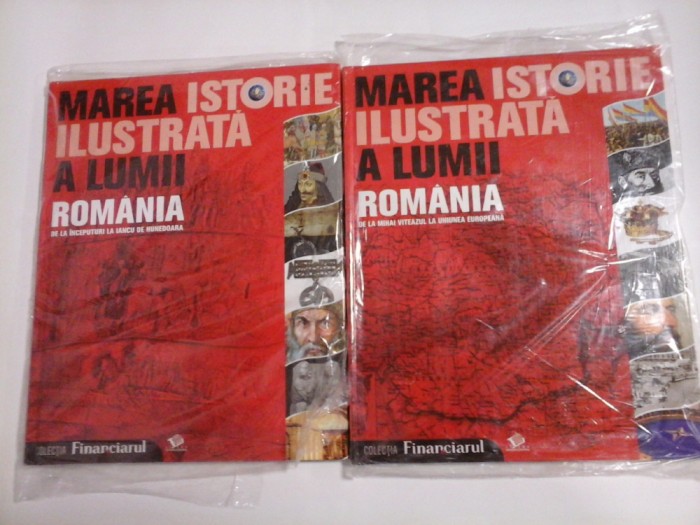 MAREA ISTORIE
ILUSTRATĂ
A LUMII
ROMÂNIA
DE LA ÎNCEPUTURI LA IANCU DE HUNEDOARA
COLECȚIA Financiarul
MAREA ISTORIE
ILUSTRATĂ
A LUMII
ROMÂNIA
DE LA MIHAI VITEAZUL LA UNIUNEA EUROPEANĂ
COLECȚIA Financiarul